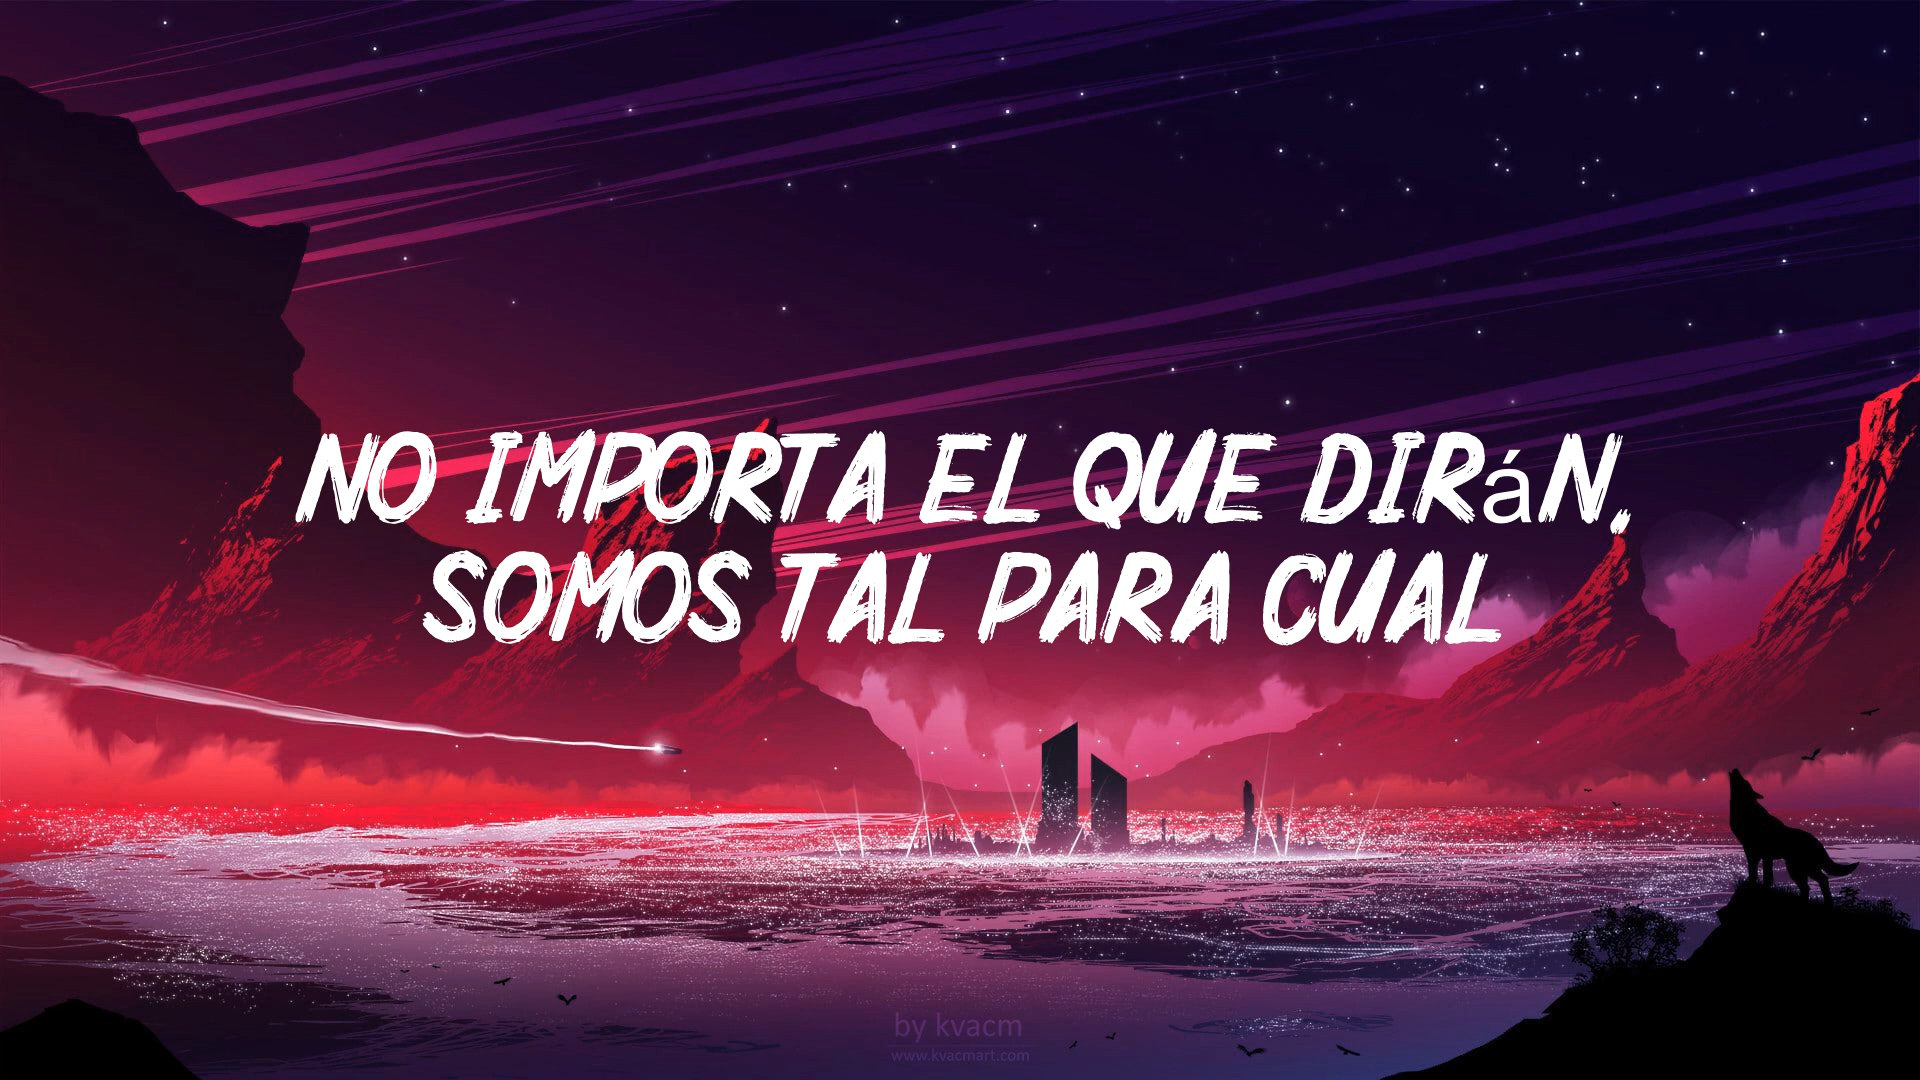 NO IMPORTA EL QUE DIRáN,
SOMOS TAL PARA CUAL
by kvacm
www.kvacmart.com